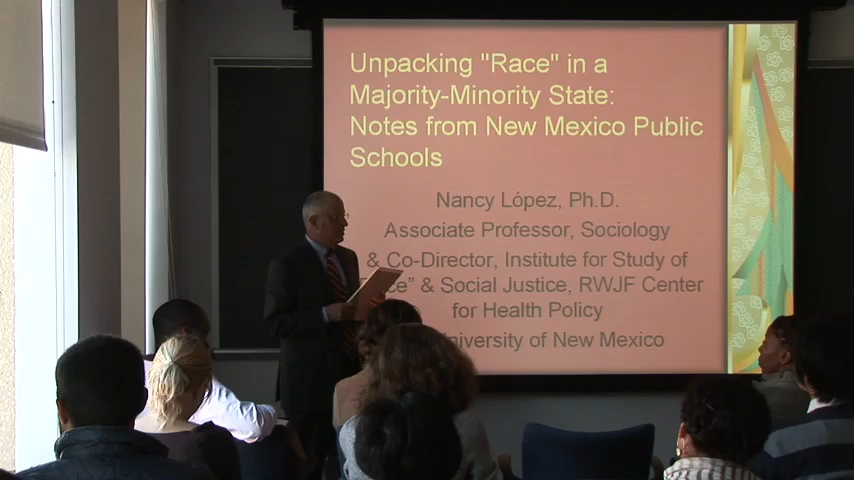 Unpacking "Race" in a
Majority-Minority State:
Notes from New Mexico Public
Schools
Nancy López, Ph.D.
Associate Professor, Sociology
& Co-Director, Institute for Study of
& Social Justice, RWJF Center
for Health Policy
of New Mexico